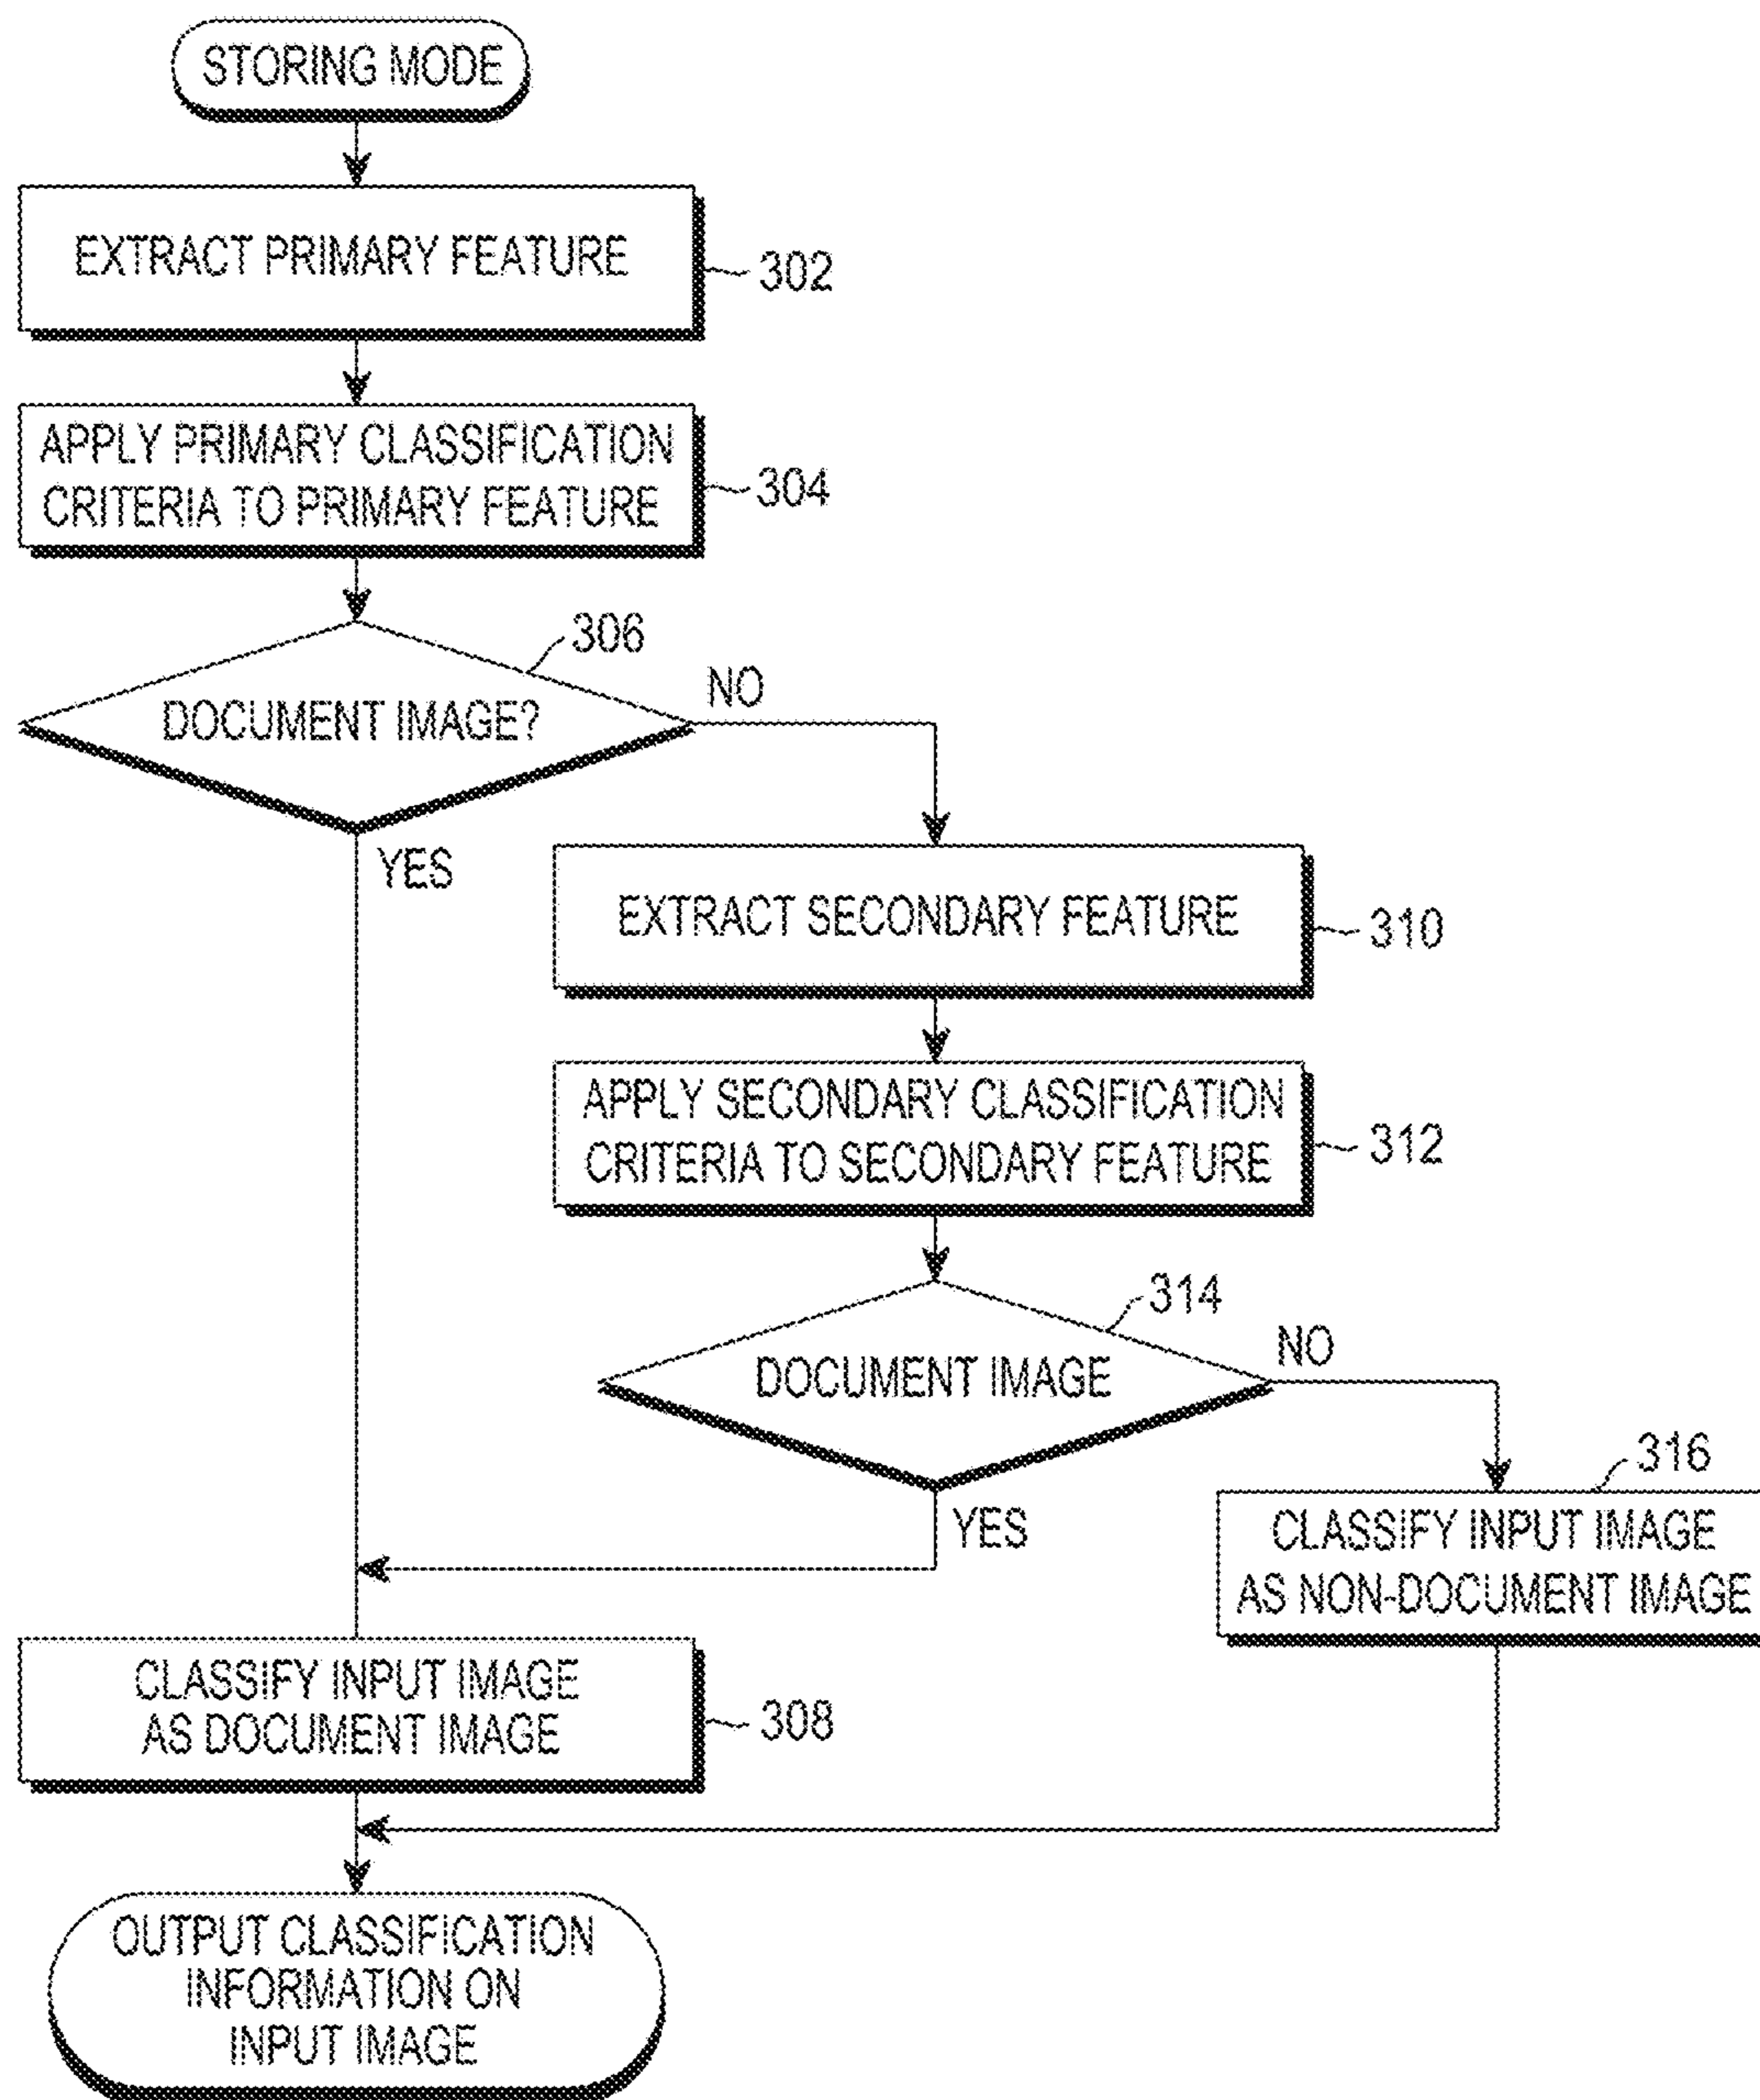 STORING MODE
EXTRACT PRIMARY FEATURE
302
APPLY PRIMARY CLASSIFICATION
CRITERIA TO PRIMARY FEATURE
304
306
DOCUMENT IMAGE?
NO
YES
EXTRACT SECONDARY FEATURE
310
APPLY SECONDARY CLASSIFICATION
CRITERIA TO SECONDARY FEATURE
312
314
DOCUMENT IMAGE
NO
YES
316
CLASSIFY INPUT IMAGE
AS NON-DOCUMENT IMAGE
CLASSIFY INPUT IMAGE
AS DOCUMENT IMAGE
308
OUTPUT CLASSIFICATION
INFORMATION ON
INPUT IMAGE